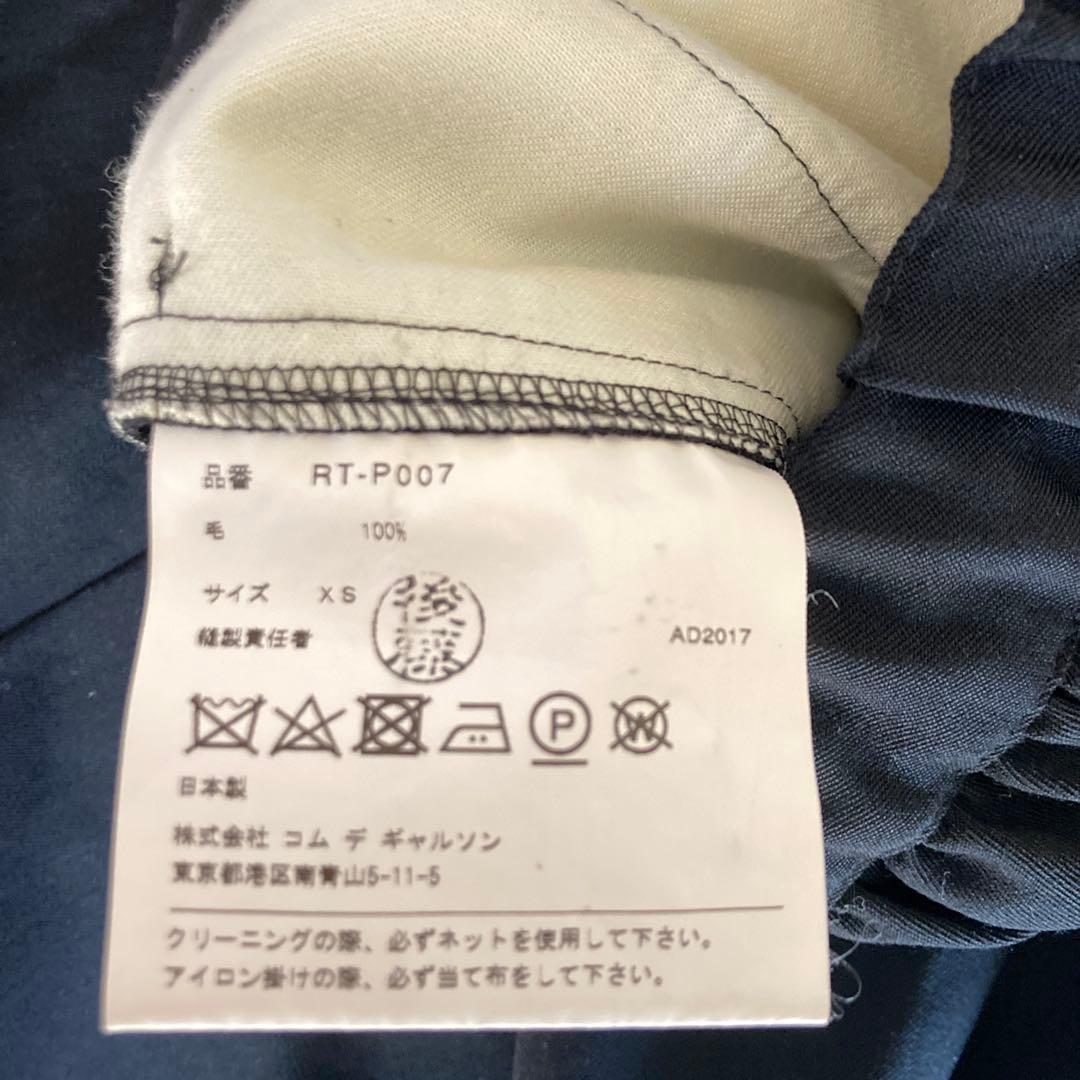 品番 RT-P007
毛 100%
サイズ XS
後藤
縫製責任者
AD2017
P
W
日本製
株式会社 コム デ ギャルソン
東京都港区南青山5-11-5
クリーニングの際、必ずネットを使用して下さい。
アイロン掛けの際、必ず当て布をして下さい。